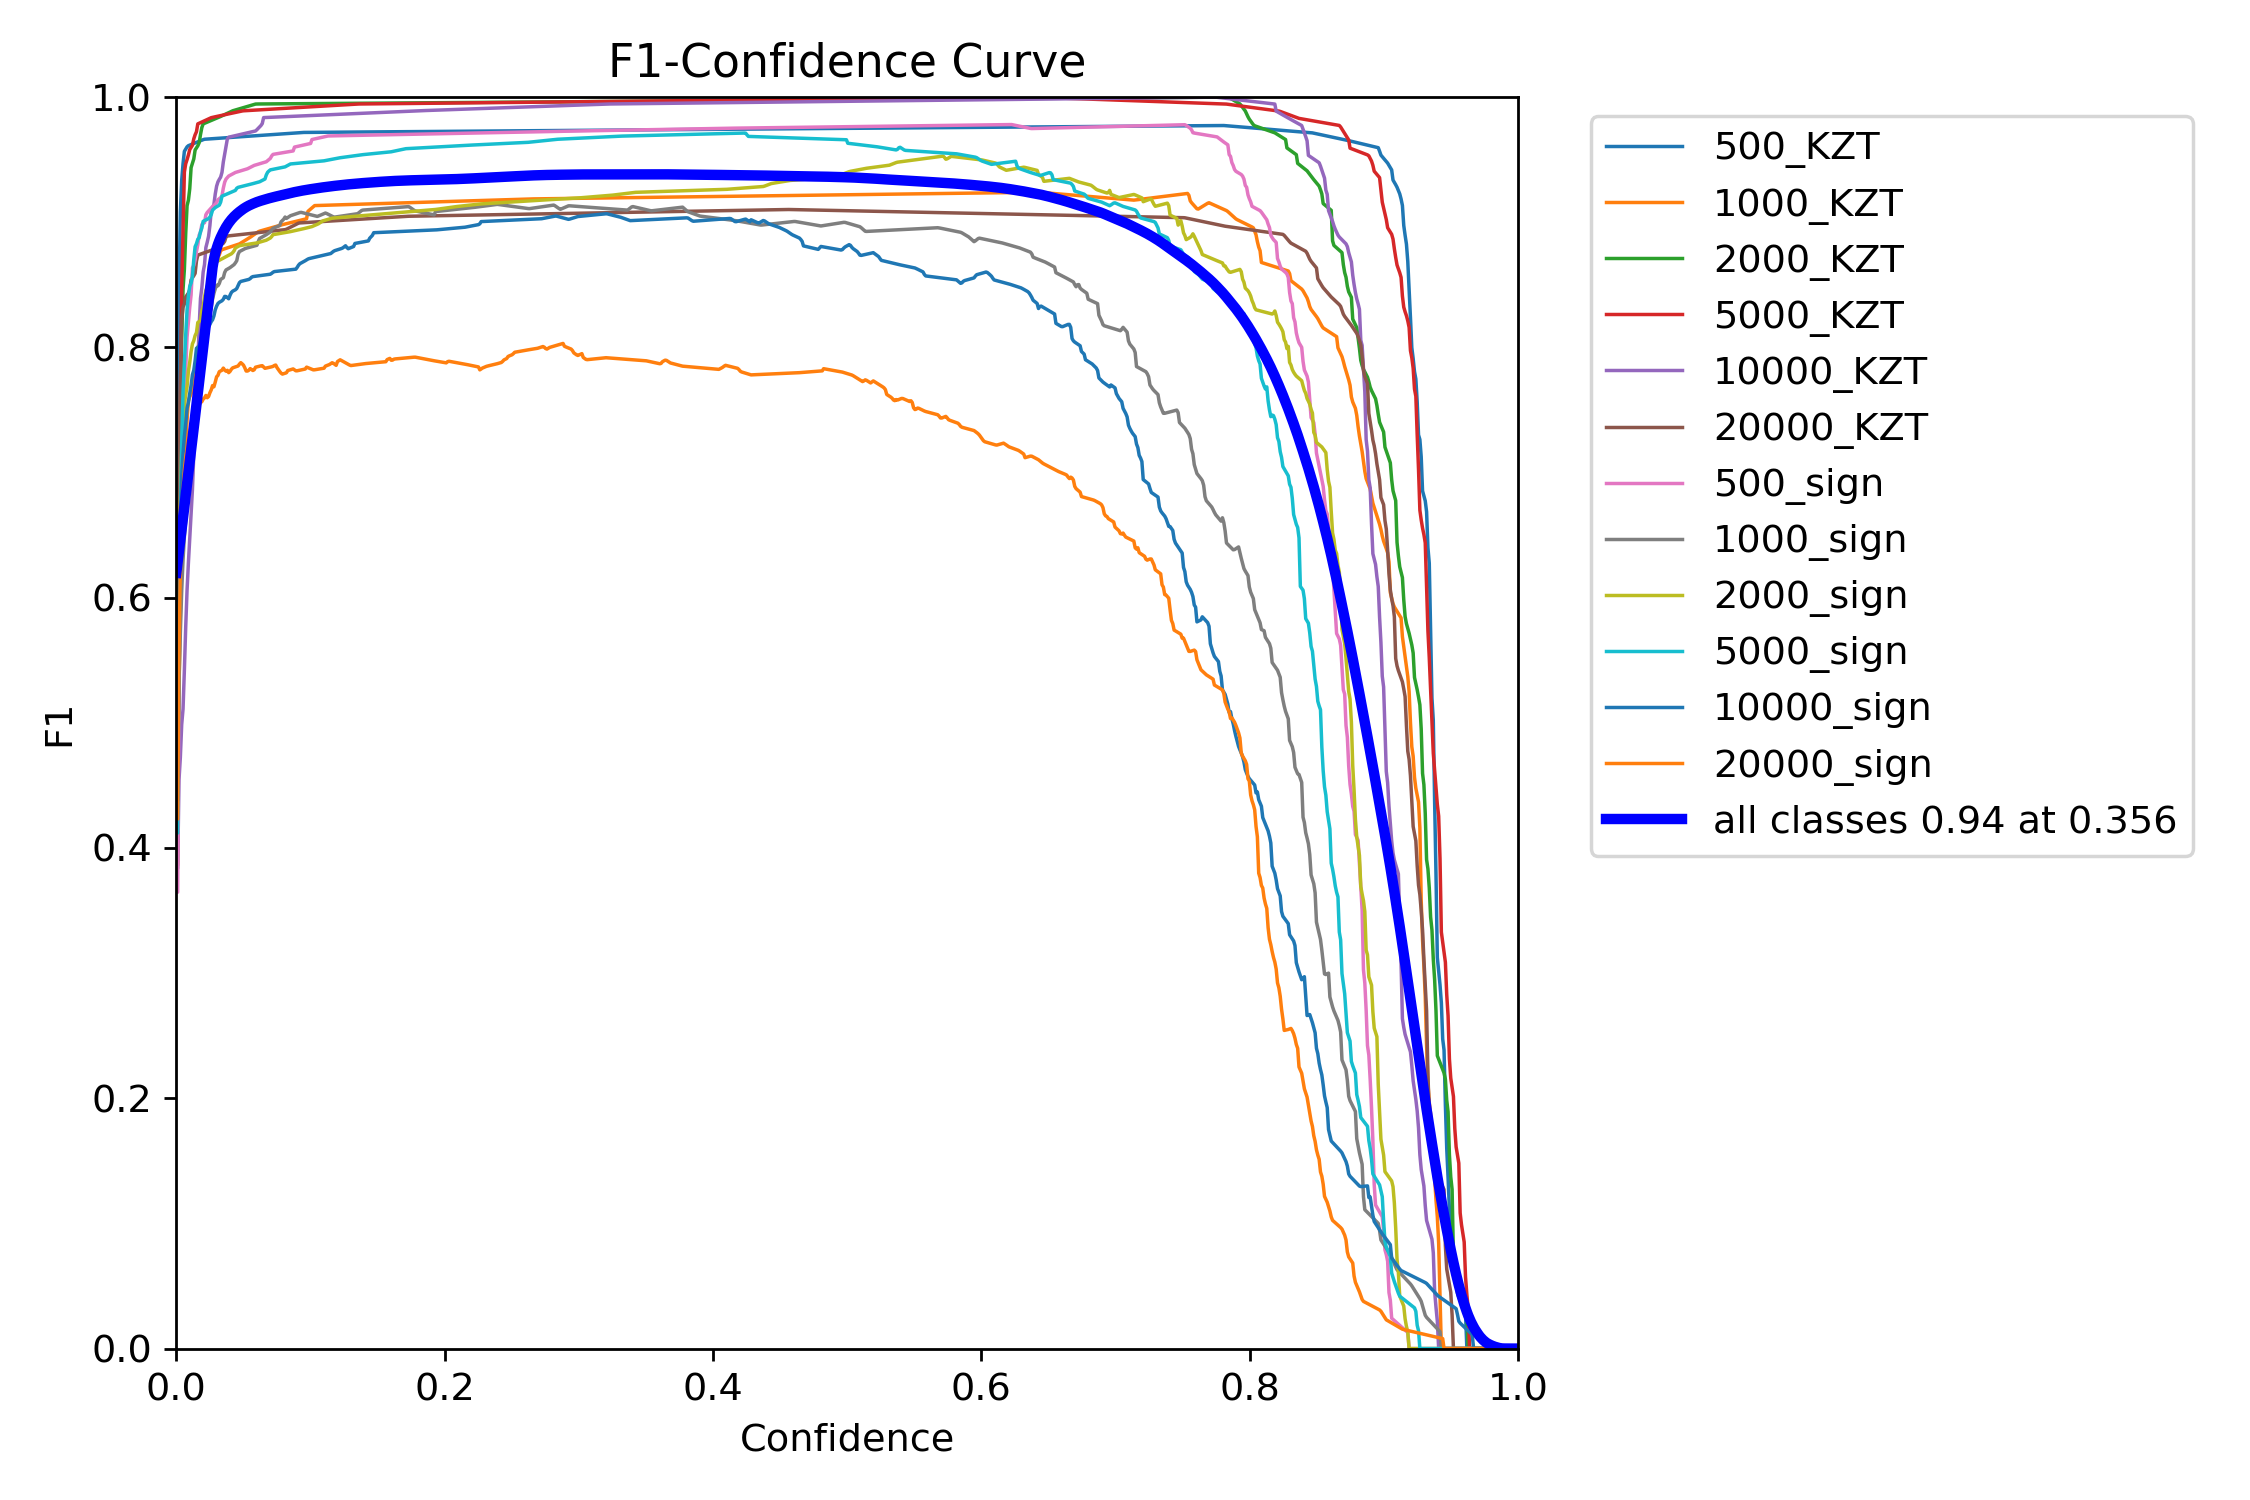 F1-Confidence Curve
1.0
0.8
0.6
0.4
0.2
0.0
F1
0.0 0.2 0.4 0.6 0.8 1.0
Confidence
500_KZT
1000_KZT
2000_KZT
5000_KZT
10000_KZT
20000_KZT
500_sign
1000_sign
2000_sign
5000_sign
10000_sign
20000_sign
all classes 0.94 at 0.356